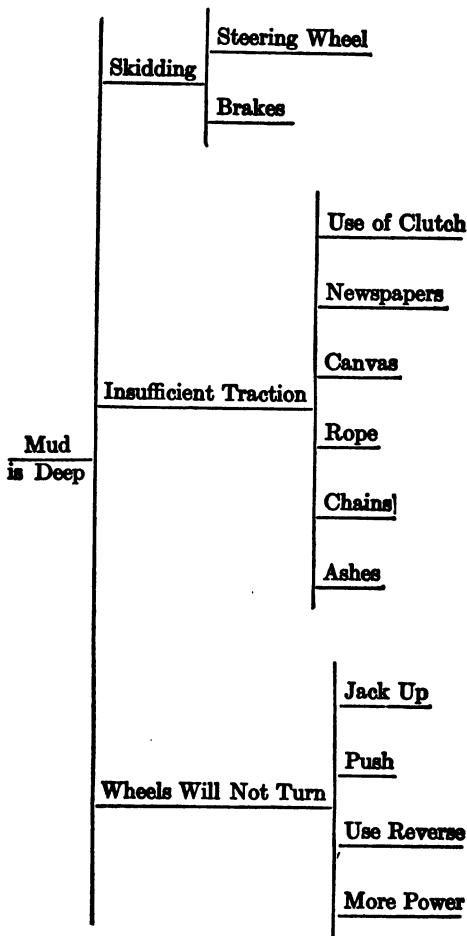 Steering Wheel
Skidding
Brakes
Use of Clutch
Newspapers
Canvas
Insufficient Traction
Rope
Mud
is Deep
Chains
Ashes
Jack Up
Push
Wheels Will Not Turn
Use Reverse
More Power